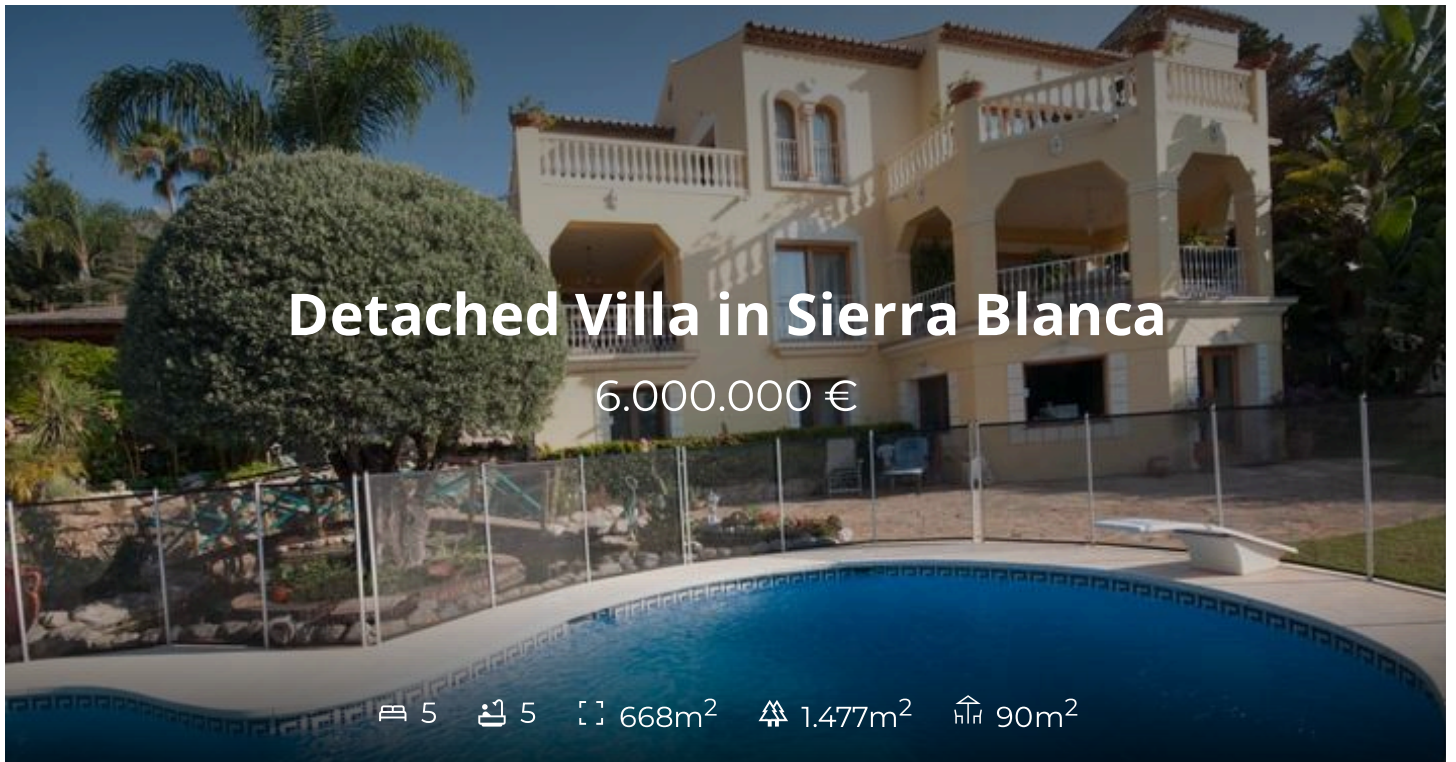 Detached Villa in Sierra Blanca
6.000.000 €
5 5 668m² 1.477m² 90m²